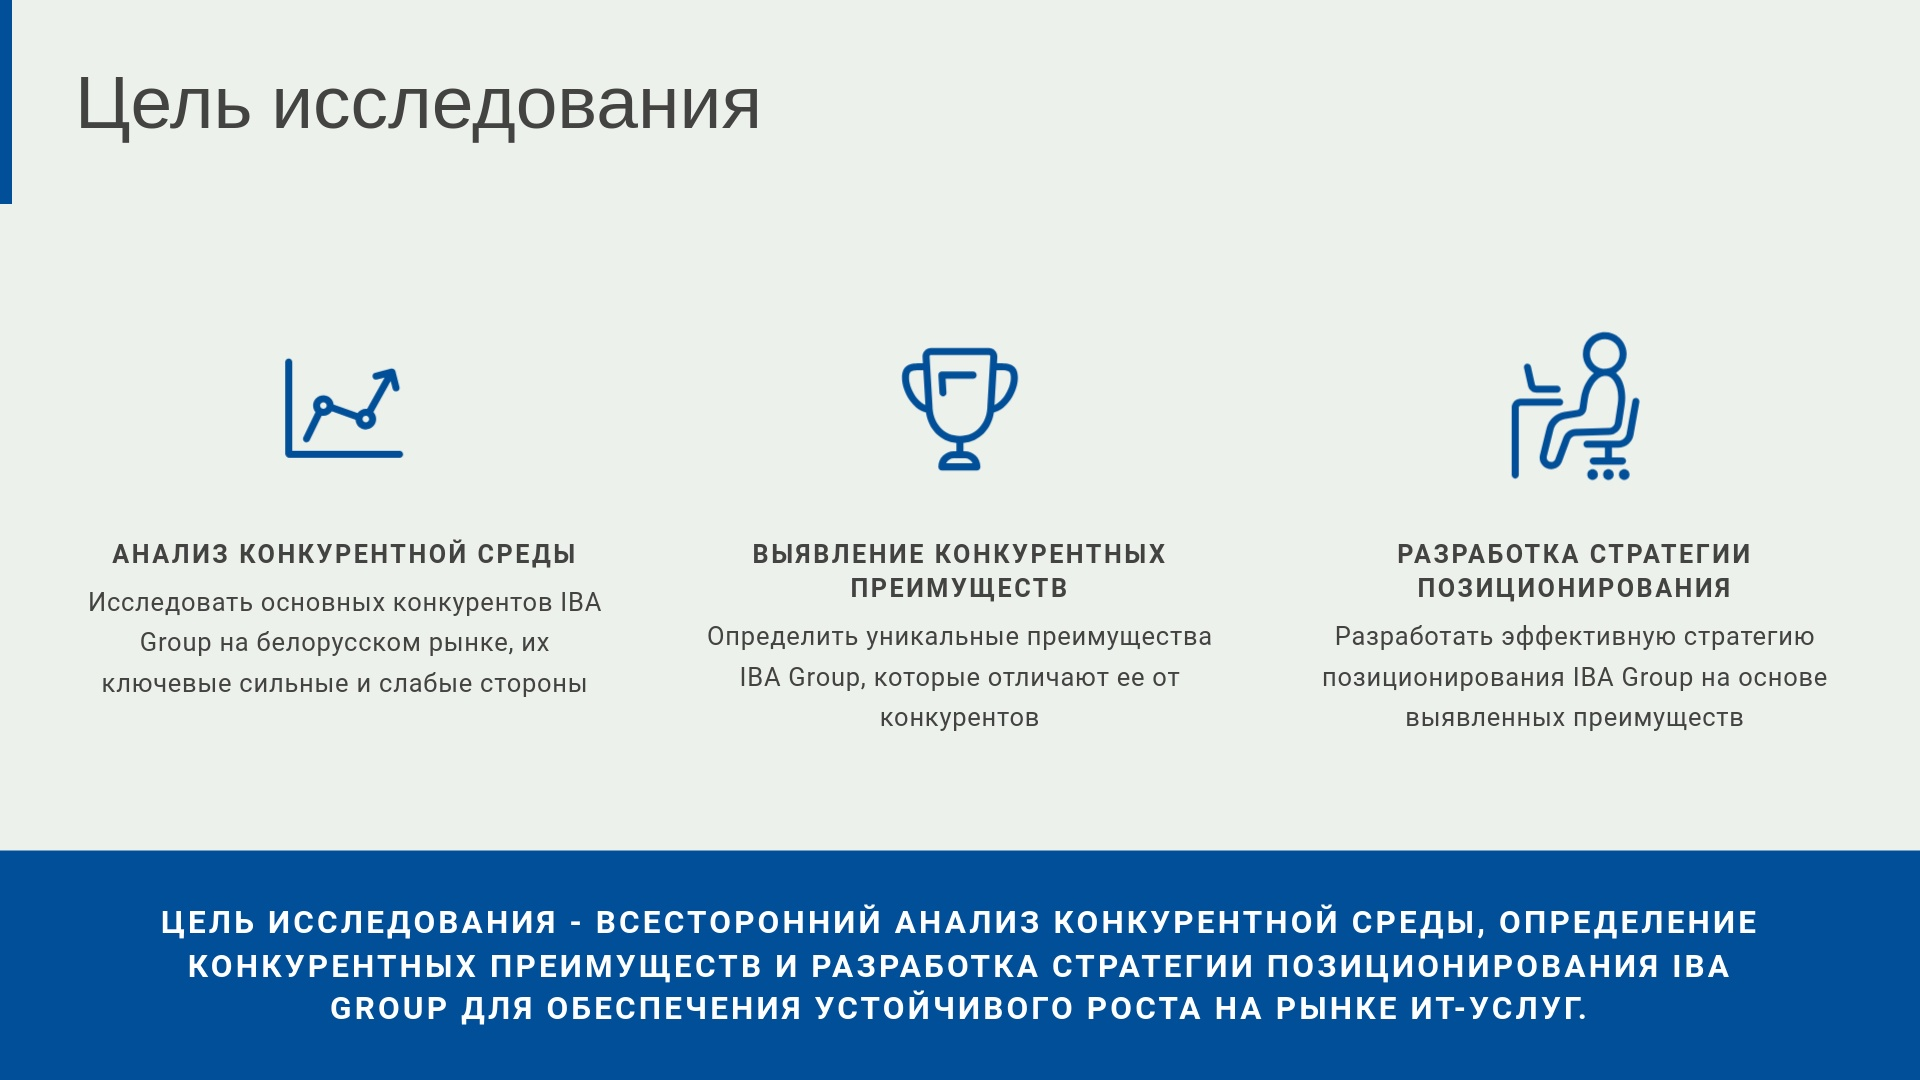 Цель исследования
АНАЛИЗ КОНКУРЕНТНОЙ СРЕДЫ
Исследовать основных конкурентов IBA
Group на белорусском рынке, их
ключевые сильные и слабые стороны
ВЫЯВЛЕНИЕ КОНКУРЕНТНЫХ
ПРЕИМУЩЕСТВ
Определить уникальные преимущества
IBA Group, которые отличают ее от
конкурентов
РАЗРАБОТКА СТРАТЕГИИ
ПОЗИЦИОНИРОВАНИЯ
Разработать эффективную стратегию
позиционирования IBA Group на основе
выявленных преимуществ
ЦЕЛЬ ИССЛЕДОВАНИЯ - ВСЕСТОРОННИЙ АНАЛИЗ КОНКУРЕНТНОЙ СРЕДЫ, ОПРЕДЕЛЕНИЕ
КОНКУРЕНТНЫХ ПРЕИМУЩЕСТВ И РАЗРАБОТКА СТРАТЕГИИ ПОЗИЦИОНИРОВАНИЯ IBA
GROUP ДЛЯ ОБЕСПЕЧЕНИЯ УСТОЙЧИВОГО РОСТА НА РЫНКЕ ИТ-УСЛУГ.